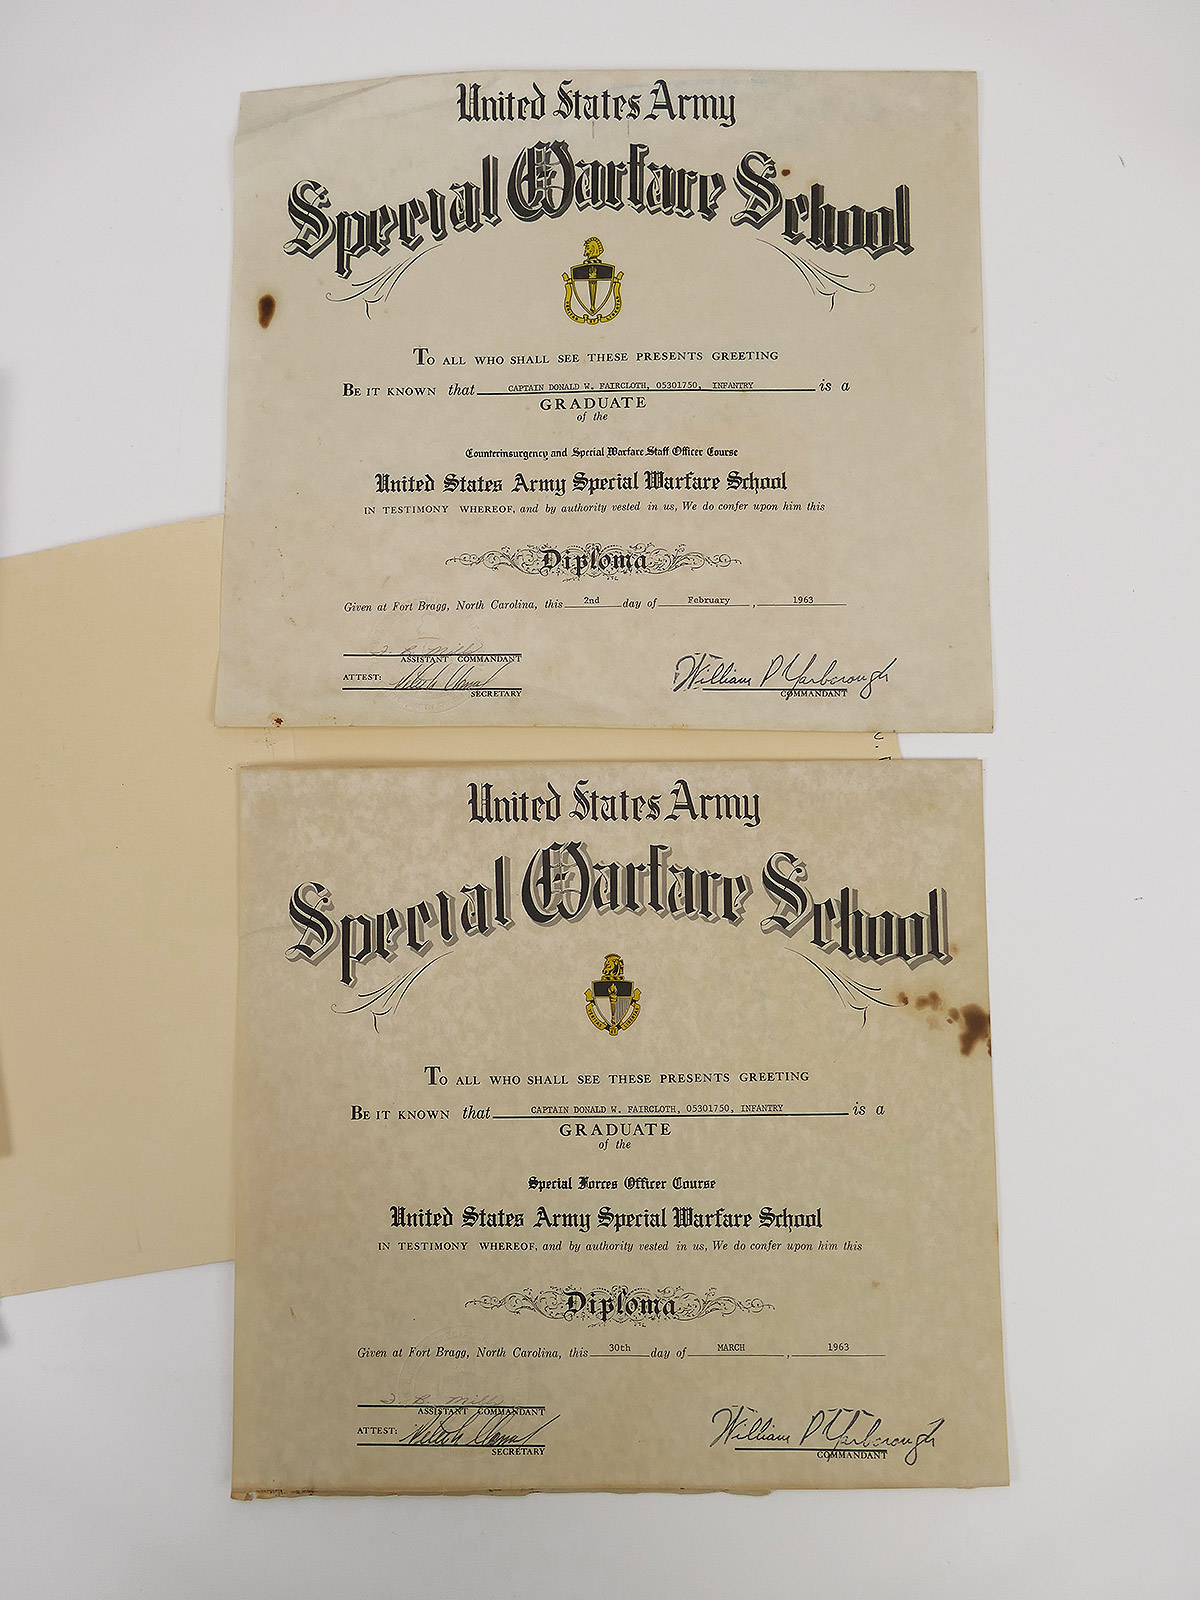 United States Army
Special Warfare School
To ALL WHO SHALL SEE THESE PRESENTS GREETING
BE IT KNOWN that CAPTAIN DONALD W. FAIRCLOTH, 05301750, INFANTRY is a
GRADUATE
of the
Counterinsurgency and Special Warfare Staff Officer Course
United States Army Special Warfare School
IN TESTIMONY WHEREOF, and by authority vested in us, We do confer upon him this
Diploma
Given at Fort Bragg, North Carolina, this 2nd day of February, 1963
ASSISTANT COMMANDANT
ATTEST:
SECRETARY
William P Yarborough
COMMANDANT
United States Army
Special Warfare School
To ALL WHO SHALL SEE THESE PRESENTS GREETING
BE IT KNOWN that CAPTAIN DONALD W. FAIRCLOTH, 05301750, INFANTRY is a
GRADUATE
of the
Special Forces Officer Course
United States Army Special Warfare School
IN TESTIMONY WHEREOF, and by authority vested in us, We do confer upon him this
Diploma
Given at Fort Bragg, North Carolina, this 30th day of MARCH, 1963
ASSISTANT COMMANDANT
ATTEST:
SECRETARY
William P Yarborough
COMMANDANT